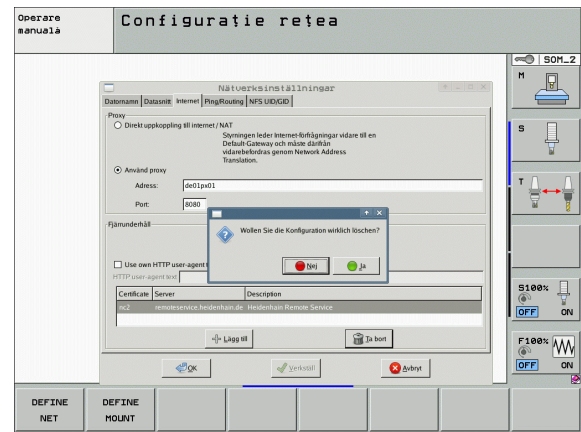 Operare
manuală
Configuraţie reţea
SOM_2
M
Nätverksinställningar
Datornamn Datasnitt Internet Ping/Routing NFS UID/GID
Proxy
Direkt uppkoppling till internet / NAT
Styrningen leder Internet-förfrågningar vidare till en
Default-Gateway och måste därifrån
vidarebefordras genom Network Address
Translation.
S
Använd proxy
Adress: de01px01
T
Port: 8080
Fjärrunderhåll
Wollen Sie die Konfiguration wirklich löschen?
Use own HTTP user-agent t
Nej Ja
HTTP user-agent text
Certificate Server Description
nc2 remoteservice.heidenhain.de Heidenhain Remote Service
S100%
OFF ON
Lägg till Ta bort
F100%
OFF ON
OK Verkställ Avbryt
DEFINE
NET
DEFINE
MOUNT